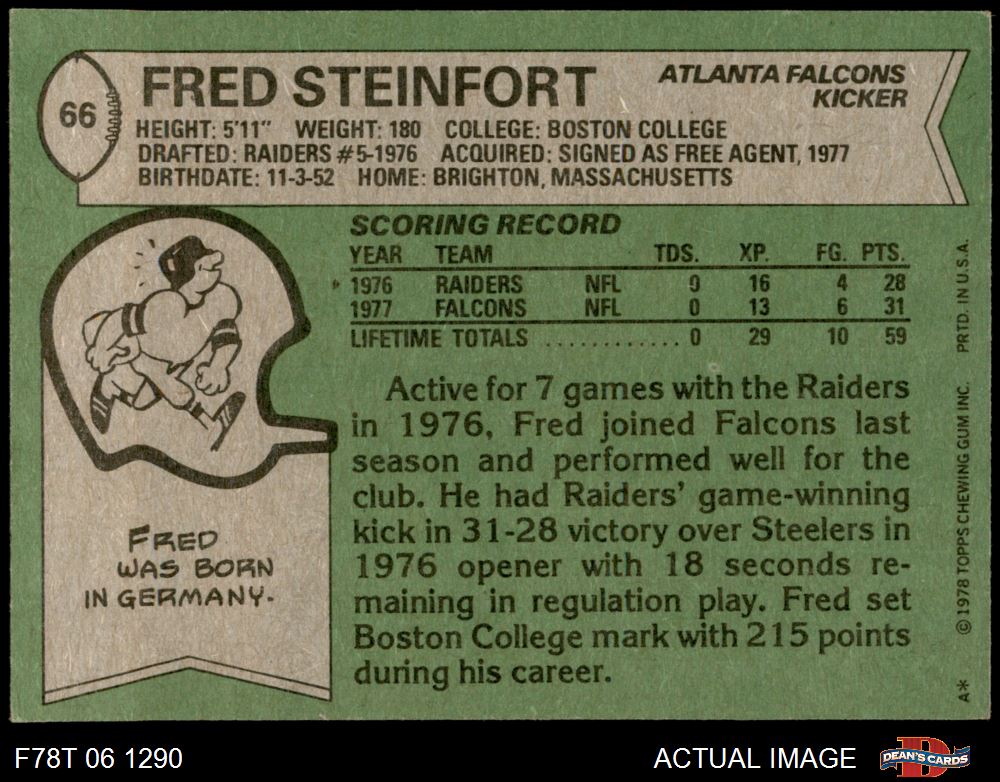 66
FRED STEINFORT
ATLANTA FALCONS
KICKER
HEIGHT: 5'11" WEIGHT: 180 COLLEGE: BOSTON COLLEGE
DRAFTED: RAIDERS #5-1976 ACQUIRED: SIGNED AS FREE AGENT, 1977
BIRTHDATE: 11-3-52 HOME: BRIGHTON, MASSACHUSETTS
SCORING RECORD
YEAR TEAM TDS. XP. FG. PTS.
1976 RAIDERS NFL 0 16 4 28
1977 FALCONS NFL 0 13 6 31
LIFETIME TOTALS ............ 0 29 10 59
Active for 7 games with the Raiders
in 1976, Fred joined Falcons last
season and performed well for the
club. He had Raiders' game-winning
kick in 31-28 victory over Steelers in
1976 opener with 18 seconds re-
maining in regulation play. Fred set
Boston College mark with 215 points
during his career.
FRED
WAS BORN
IN GERMANY.
© 1978 TOPPS CHEWING GUM INC. PRTD. IN U.S.A.
A*
F78T 06 1290
ACTUAL IMAGE
D
DEAN'S CARDS